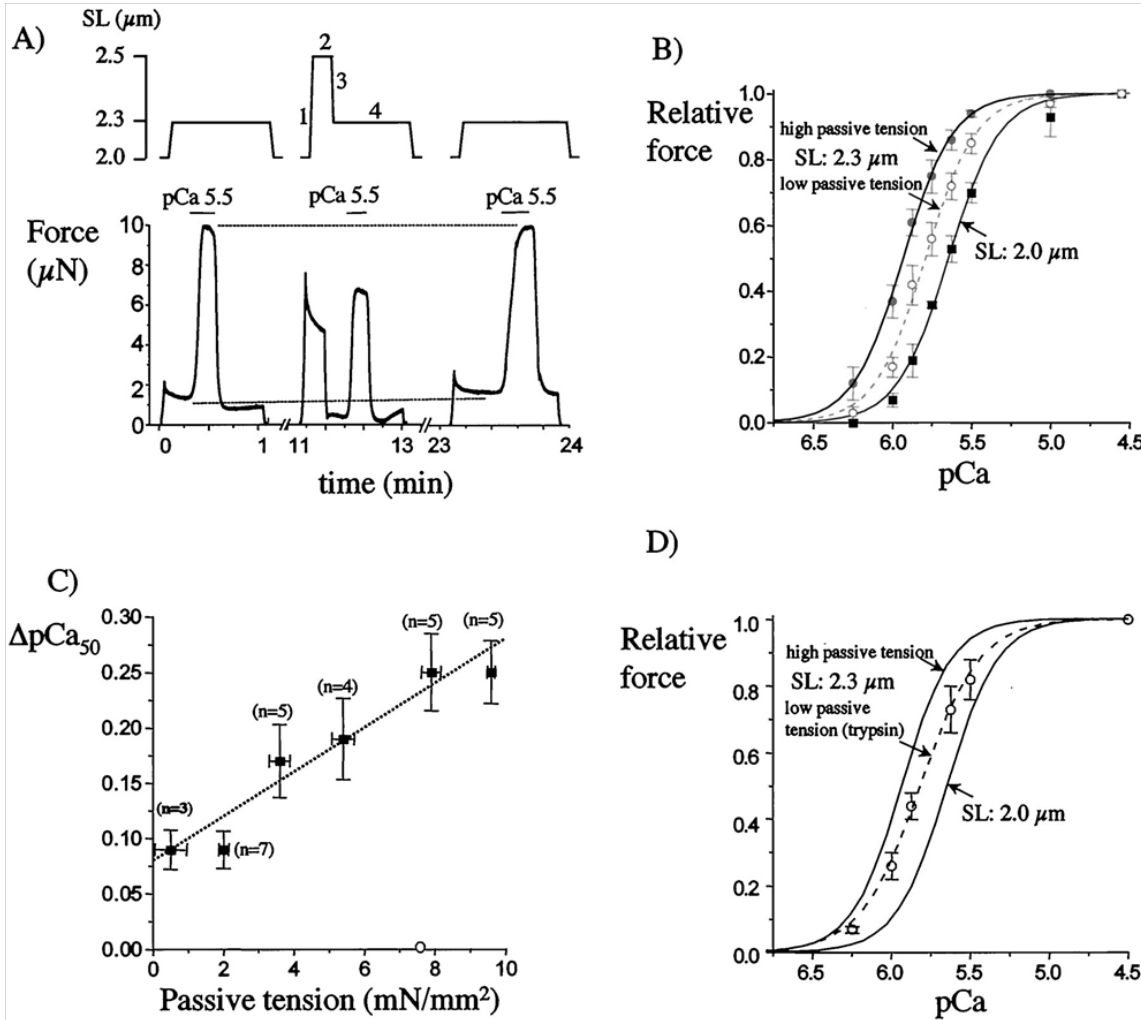 A)
SL (µm)
2.5
2.3
2.0
1
2
3
4
pCa 5.5
pCa 5.5
pCa 5.5
Force
(µN)
10
8
6
4
2
0
0
1
11
13
23
24
time (min)
B)
Relative
force
1.0
0.8
0.6
0.4
0.2
0.0
high passive tension
SL: 2.3 µm
low passive tension
SL: 2.0 µm
6.5
6.0
5.5
5.0
4.5
pCa
C)
ΔpCa50
0.30
0.25
0.20
0.15
0.10
0.05
0.00
(n=3)
(n=7)
(n=5)
(n=4)
(n=5)
(n=5)
0
2
4
6
8
10
Passive tension (mN/mm²)
D)
Relative
force
1.0
0.8
0.6
0.4
0.2
0.0
high passive tension
SL: 2.3 µm
low passive
tension (trypsin)
SL: 2.0 µm
6.5
6.0
5.5
5.0
4.5
pCa